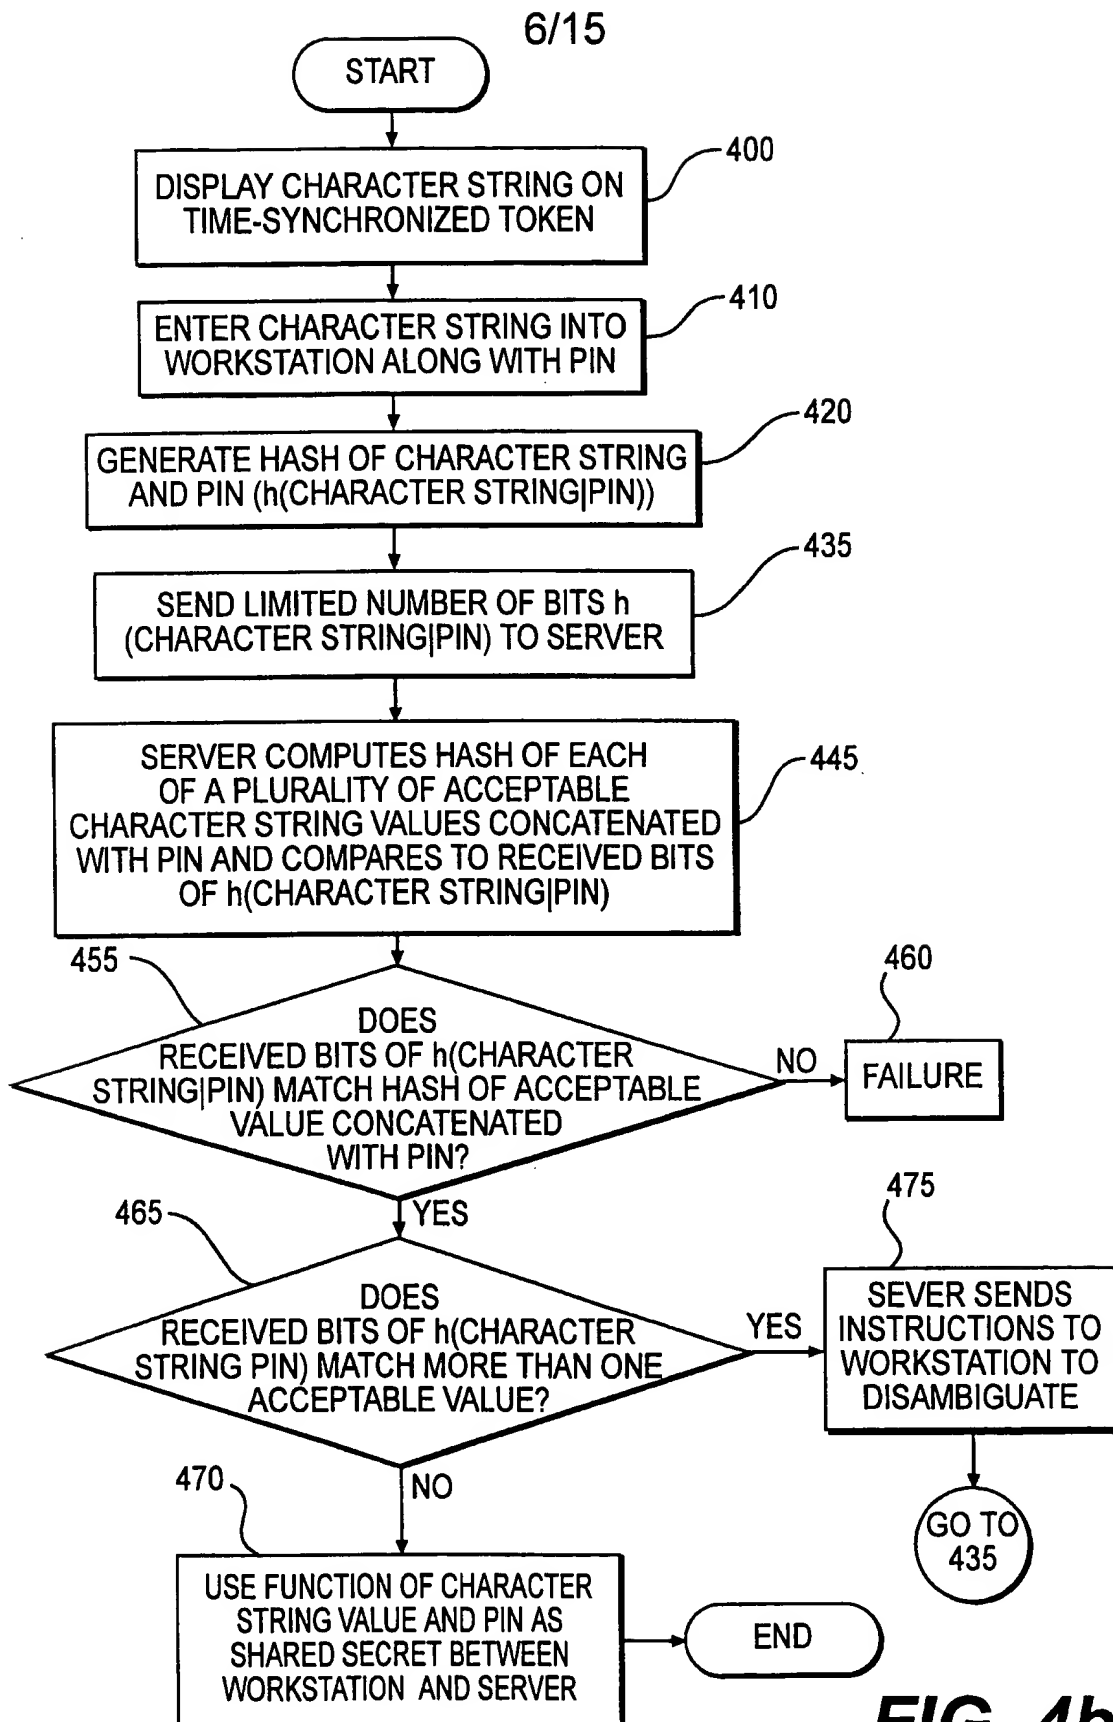 6/15
START
400
DISPLAY CHARACTER STRING ON
TIME-SYNCHRONIZED TOKEN
410
ENTER CHARACTER STRING INTO
WORKSTATION ALONG WITH PIN
420
GENERATE HASH OF CHARACTER STRING
AND PIN (h(CHARACTER STRING|PIN))
435
SEND LIMITED NUMBER OF BITS h
(CHARACTER STRING|PIN) TO SERVER
445
SERVER COMPUTES HASH OF EACH
OF A PLURALITY OF ACCEPTABLE
CHARACTER STRING VALUES CONCATENATED
WITH PIN AND COMPARES TO RECEIVED BITS
OF h(CHARACTER STRING|PIN)
455
DOES
RECEIVED BITS OF h(CHARACTER
STRING|PIN) MATCH HASH OF ACCEPTABLE
VALUE CONCATENATED
WITH PIN?
NO
460
FAILURE
YES
465
DOES
RECEIVED BITS OF h(CHARACTER
STRING PIN) MATCH MORE THAN ONE
ACCEPTABLE VALUE?
YES
475
SEVER SENDS
INSTRUCTIONS TO
WORKSTATION TO
DISAMBIGUATE
GO TO
435
NO
470
USE FUNCTION OF CHARACTER
STRING VALUE AND PIN AS
SHARED SECRET BETWEEN
WORKSTATION AND SERVER
END
FIG. 4b